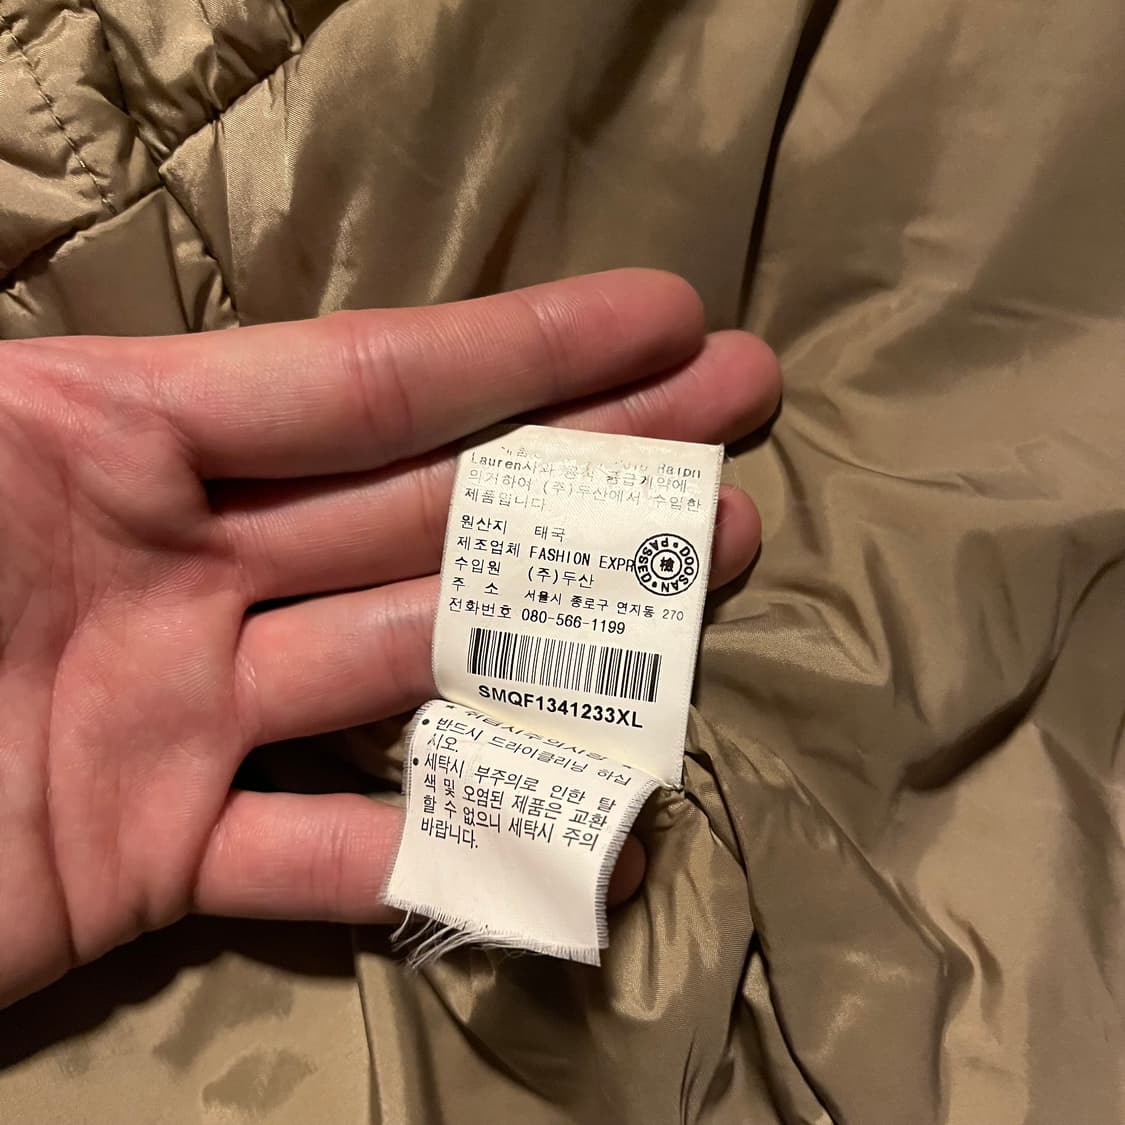 Lauren사와 공식 공급계약에
의거하여 (주)두산에서 수입한
제품입니다
원산지 태국
제조업체 FASHION EXPR
수입원 (주)두산
주 소 서울시 종로구 연지동 270
전화번호 080-566-1199
DOOSAN • PASSED •
檢
SMQF1341233XL
• 반드시 드라이클리닝 하십
시오.
• 세탁시 부주의로 인한 탈
색 및 오염된 제품은 교환
할 수 없으니 세탁시 주의
바랍니다.